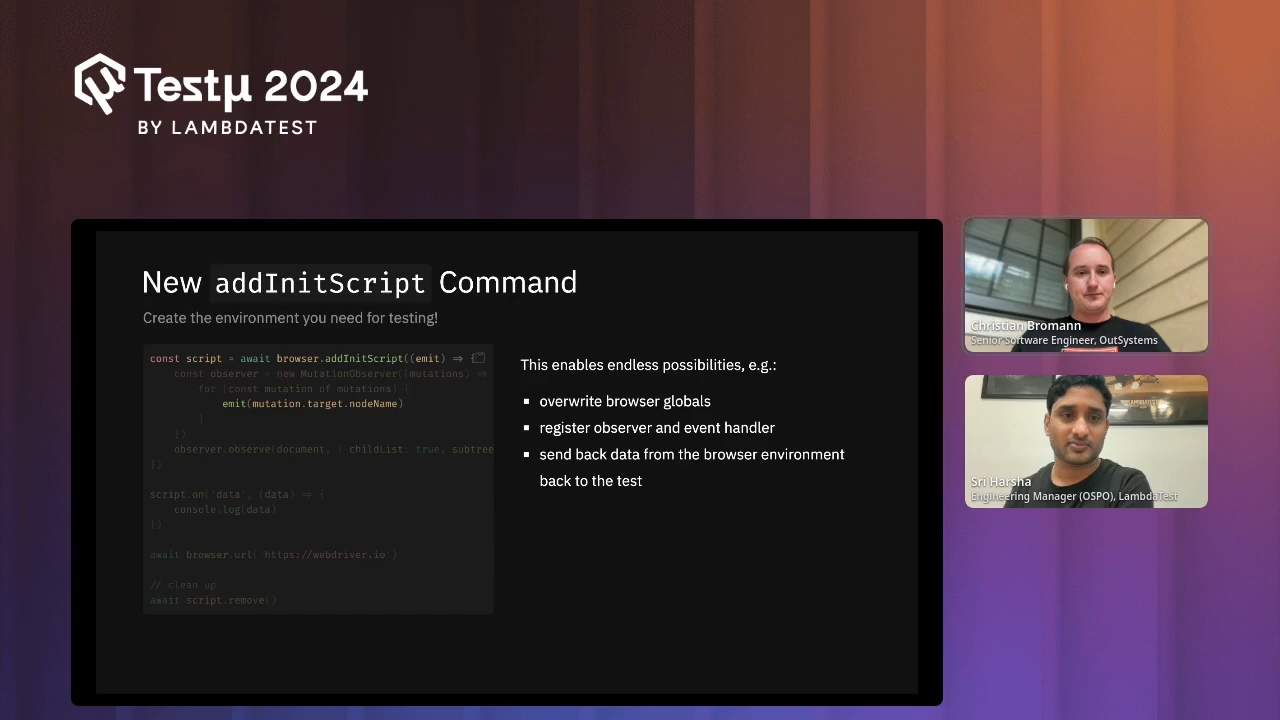 Testμ 2024
BY LAMBDATEST
New addInitScript Command
Create the environment you need for testing!
const script = await browser.addInitScript((emit) => {
const observer = new MutationObserver((mutations) =>
for (const mutation of mutations) {
emit(mutation.target.nodeName)
}
})
observer.observe(document, { childList: true, subtree
})
script.on('data', (data) => {
console.log(data)
})
await browser.url('https://webdriver.io')
// clean up
await script.remove()
This enables endless possibilities, e.g.:
▪ overwrite browser globals
▪ register observer and event handler
▪ send back data from the browser environment
back to the test
Christian Bromann
Senior Software Engineer, OutSystems
Sri Harsha
Engineering Manager (OSPO), LambdaTest